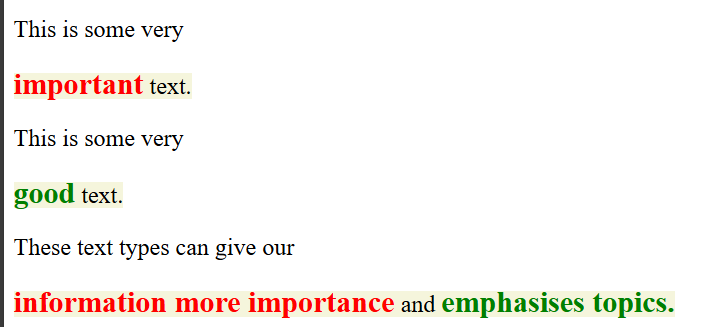 This is some very
important text.
This is some very
good text.
These text types can give our
information more importance and emphasises topics.